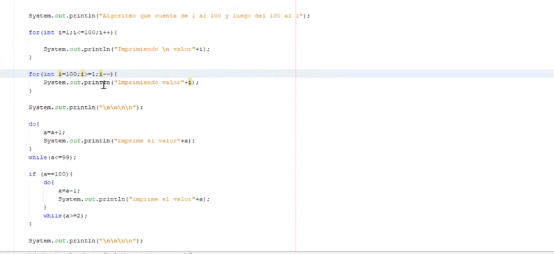 System.out.println("Algoritmo que cuenta de 1 al 100 y luego del 100 al 1");
for(int i=1;i<=100;i++){
System.out.println("Imprimiendo \n valor"+i);
}
for(int i=100;i>=1;i--){
System.out.println("Imprimiendo valor"+i);
}
System.out.println("\n\n\n\n");
do{
a=a+1;
System.out.println("imprime el valor"+a);
}
while(a<=99);
if (a==100){
do{
a=a-1;
System.out.println("imprime el valor"+a);
}
while(a>=2);
}
System.out.println("\n\n\n\n");